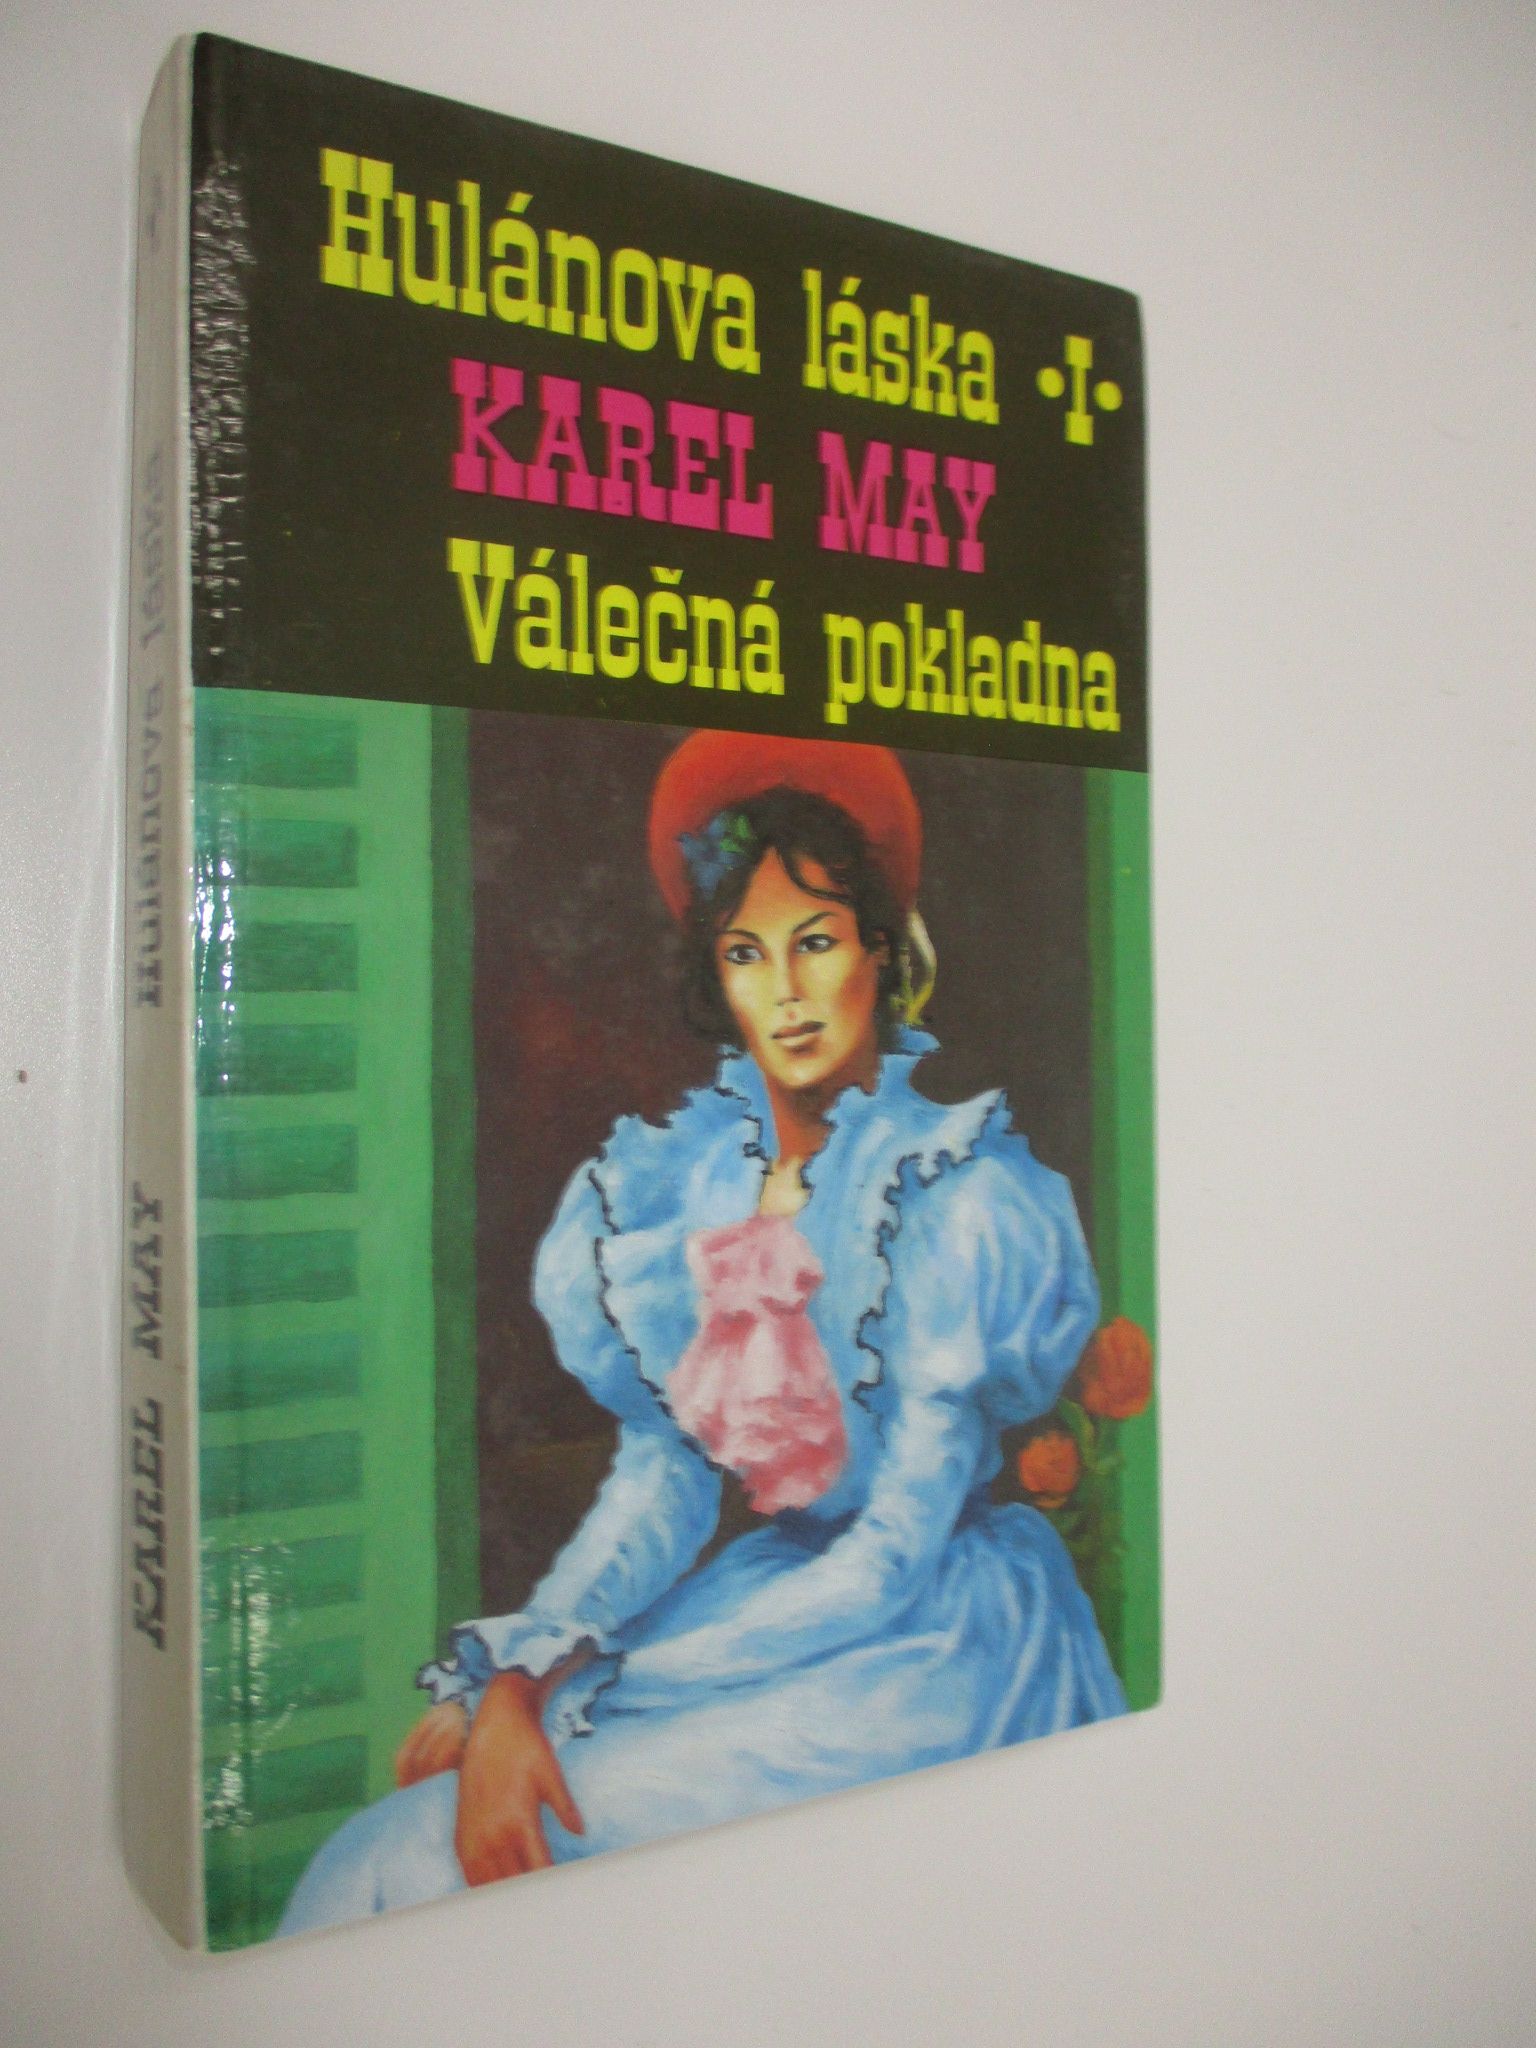 Hulánova láska •I•
KAREL MAY
Válečná pokladna
KAREL MAY Hulánova láska